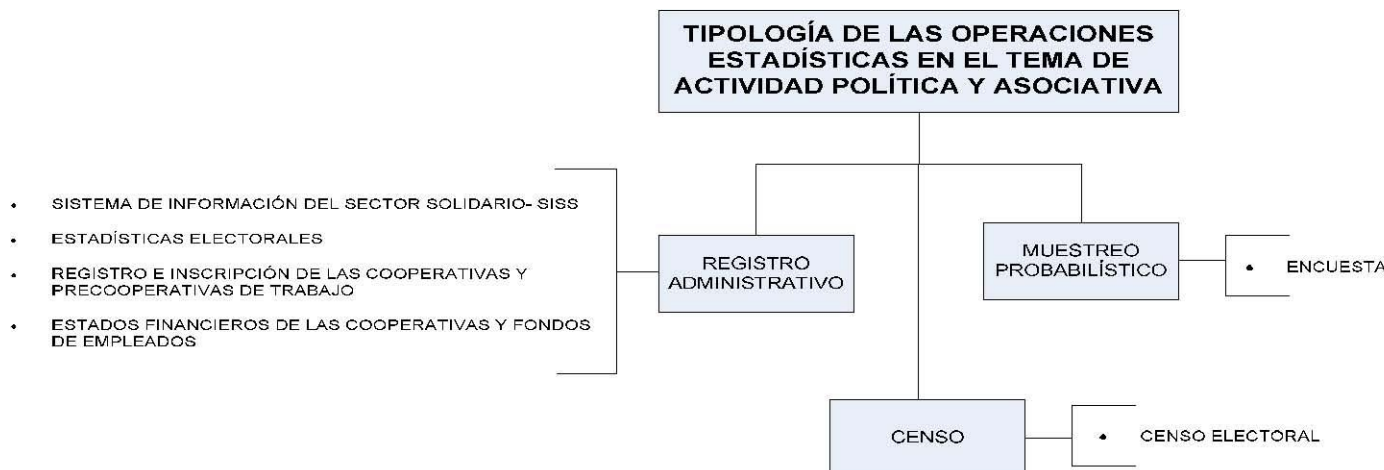 TIPOLOGÍA DE LAS OPERACIONES
ESTADÍSTICAS EN EL TEMA DE
ACTIVIDAD POLÍTICA Y ASOCIATIVA
• SISTEMA DE INFORMACIÓN DEL SECTOR SOLIDARIO- SISS
• ESTADÍSTICAS ELECTORALES
• REGISTRO E INSCRIPCIÓN DE LAS COOPERATIVAS Y
PRECOOPERATIVAS DE TRABAJO
• ESTADOS FINANCIEROS DE LAS COOPERATIVAS Y FONDOS
DE EMPLEADOS
REGISTRO
ADMINISTRATIVO
MUESTREO
PROBABILÍSTICO
• ENCUESTA
CENSO
• CENSO ELECTORAL